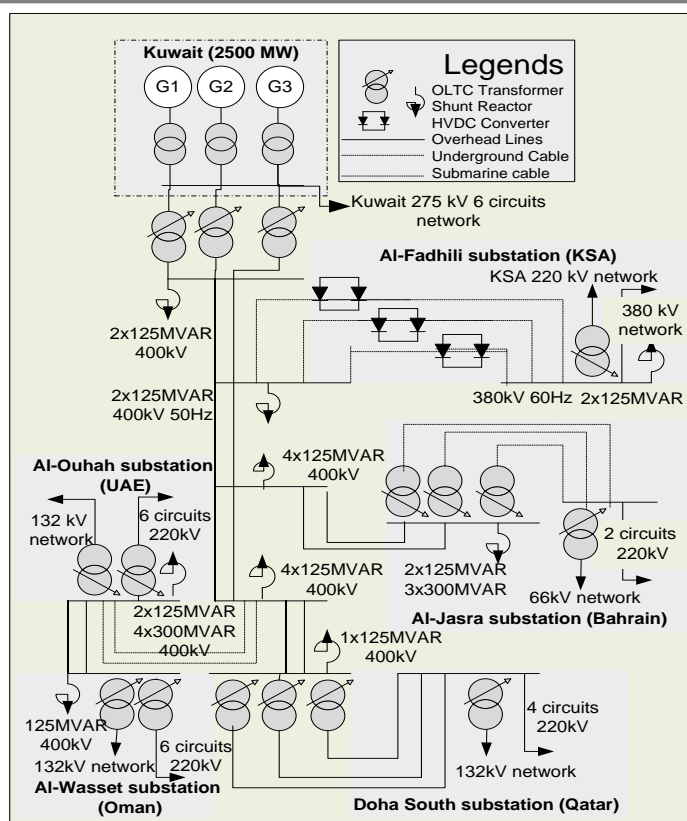 Kuwait (2500 MW)
G1
G2
G3
Legends
OLTC Transformer
Shunt Reactor
HVDC Converter
Overhead Lines
Underground Cable
Submarine cable
Kuwait 275 kV 6 circuits
network
Al-Fadhili substation (KSA)
KSA 220 kV network
380 kV
network
2x125MVAR
400kV
2x125MVAR
400kV 50Hz
380kV 60Hz
2x125MVAR
Al-Ouhah substation
(UAE)
132 kV
network
6 circuits
220kV
4x125MVAR
400kV
2 circuits
220kV
2x125MVAR
3x300MVAR
66kV network
Al-Jasra substation (Bahrain)
4x125MVAR
400kV
2x125MVAR
4x300MVAR
400kV
1x125MVAR
400kV
125MVAR
400kV
132kV network
6 circuits
220kV
Al-Wasset substation
(Oman)
4 circuits
220kV
132kV network
Doha South substation (Qatar)